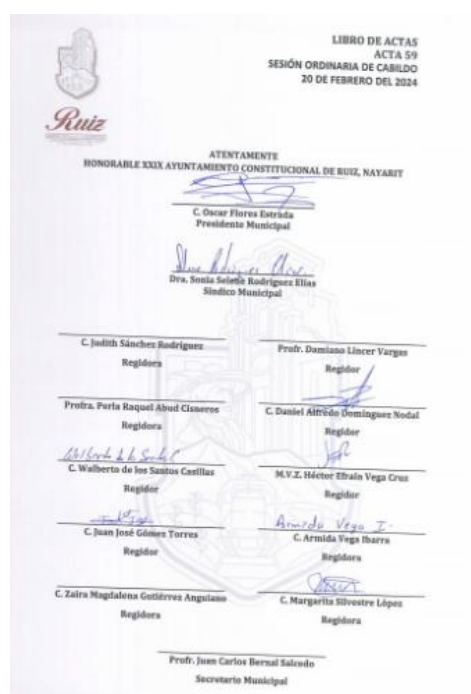 LIBRO DE ACTAS
ACTA 59
SESIÓN ORDINARIA DE CABILDO
20 DE FEBRERO DEL 2024
Ruiz
ATENTAMENTE
HONORABLE XXIX AYUNTAMIENTO CONSTITUCIONAL DE RUIZ, NAYARIT
C. Oscar Flores Estrada
Presidente Municipal
Dra. Sonia Selene Rodríguez Elías
Síndico Municipal
C. Judith Sánchez Rodríguez
Regidora
Profr. Damiano Lincer Vargas
Regidor
Profra. Perla Raquel Abud Cisneros
Regidora
C. Daniel Alfredo Domínguez Nodal
Regidor
C. Walberto de los Santos Casillas
Regidor
M.V.Z. Héctor Efraín Vega Cruz
Regidor
C. Juan José Gómez Torres
Regidor
Armida Vega I.
C. Armida Vega Ibarra
Regidora
C. Zaira Magdalena Gutiérrez Anguiano
Regidora
C. Margarita Silvestre López
Regidora
Profr. Juan Carlos Bernal Salcedo
Secretario Municipal